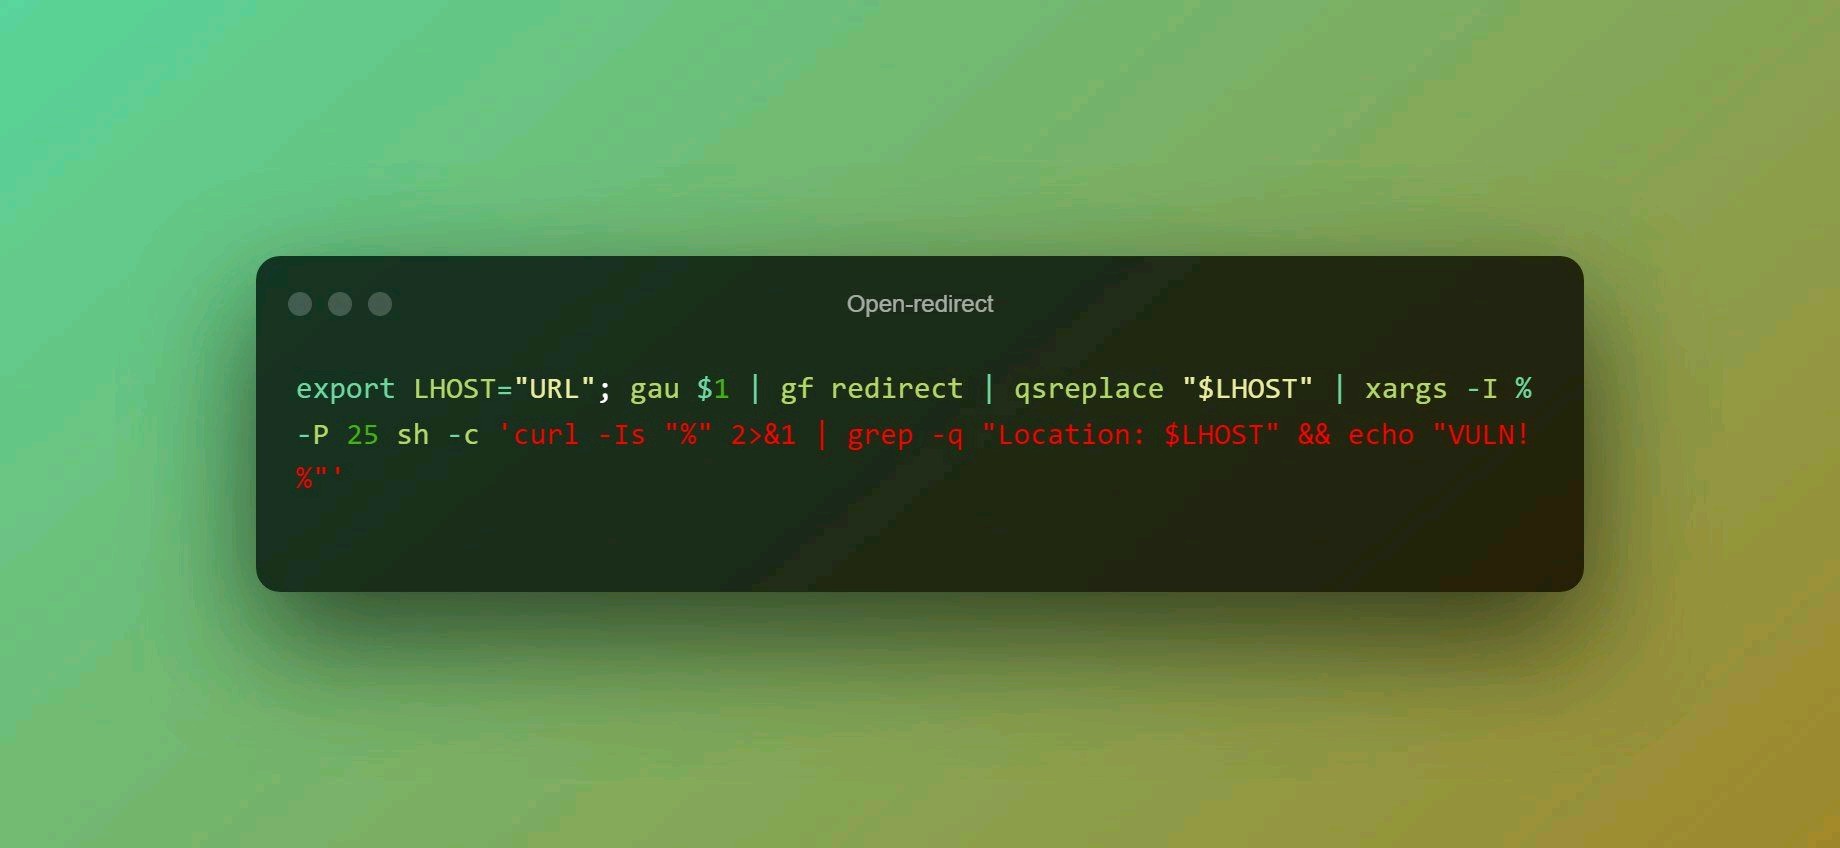 Open-redirect
export LHOST="URL"; gau $1 | gf redirect | qsreplace "$LHOST" | xargs -I %
-P 25 sh -c 'curl -Is "%" 2>&1 | grep -q "Location: $LHOST" && echo "VULN!
%"'